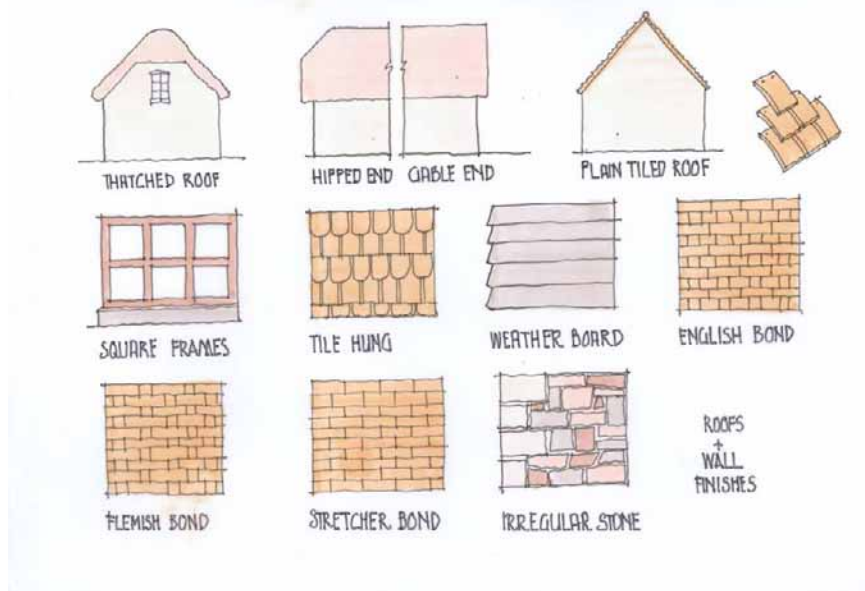 THATCHED ROOF
HIPPED END GABLE END
PLAIN TILED ROOF
SQUARE FRAMES
TILE HUNG
WEATHER BOARD
ENGLISH BOND
FLEMISH BOND
STRETCHER BOND
IRREGULAR STONE
ROOFS
+
WALL
FINISHES